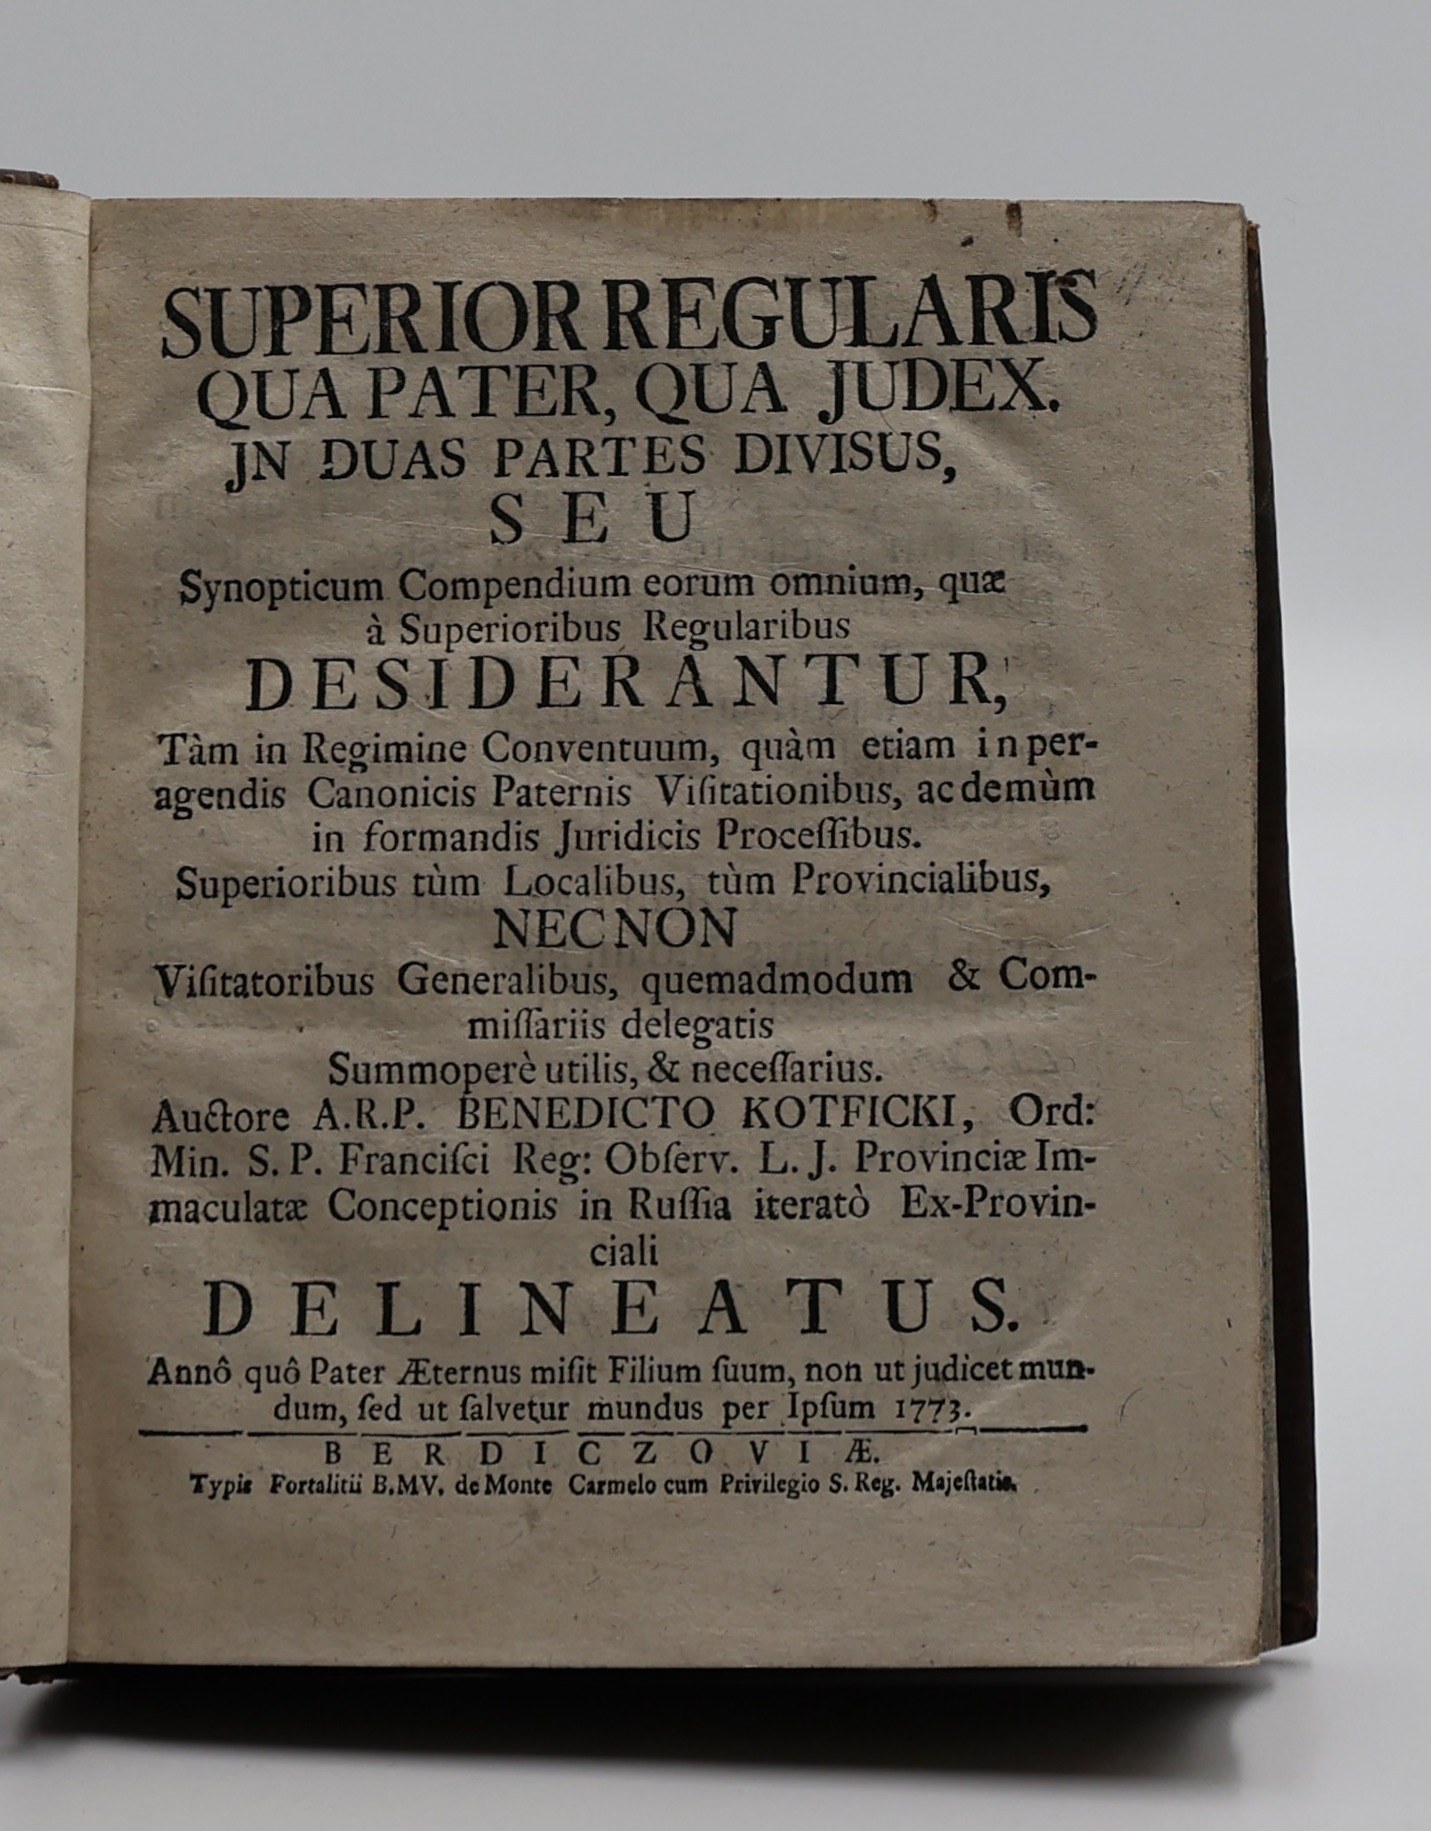 SUPERIOR REGULARIS
QUA PATER, QUA JUDEX.
JN DUAS PARTES DIVISUS,
SEU
Synopticum Compendium eorum omnium, quæ
à Superioribus Regularibus
DESIDERANTUR,
Tàm in Regimine Conventuum, quàm etiam in per-
agendis Canonicis Paternis Viſitationibus, ac demùm
in formandis Juridicis Proceſſibus.
Superioribus tùm Localibus, tùm Provincialibus,
NEC NON
Viſitatoribus Generalibus, quemadmodum & Com-
miſſariis delegatis
Summoperè utilis, & neceſſarius.
Auctore A.R.P. BENEDICTO KOTFICKI, Ord:
Min. S. P. Franciſci Reg: Obſerv. L. J. Provinciæ Im-
maculatæ Conceptionis in Ruſſia iteratò Ex-Provin-
ciali
DELINEATUS.
Annô quô Pater Æternus miſit Filium ſuum, non ut judicet mun-
dum, ſed ut ſalvetur mundus per Ipſum 1773.
BERDICZOVIÆ.
Typis Fortalitii B.MV. de Monte Carmelo cum Privilegio S. Reg. Majeſtatis.